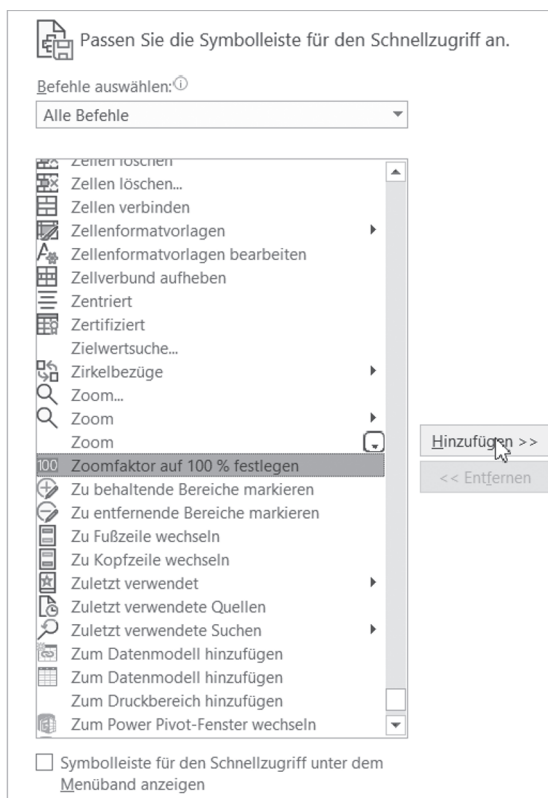 Passen Sie die Symbolleiste für den Schnellzugriff an.
Befehle auswählen:
Alle Befehle
Zellen löschen
Zellen löschen...
Zellen verbinden
Zellenformatvorlagen
Zellenformatvorlagen bearbeiten
Zellverbund aufheben
Zentriert
Zertifiziert
Zielwertsuche...
Zirkelbezüge
Zoom...
Zoom
Zoom
100 Zoomfaktor auf 100 % festlegen
Zu behaltende Bereiche markieren
Zu entfernende Bereiche markieren
Zu Fußzeile wechseln
Zu Kopfzeile wechseln
Zuletzt verwendet
Zuletzt verwendete Quellen
Zuletzt verwendete Suchen
Zum Datenmodell hinzufügen
Zum Datenmodell hinzufügen
Zum Druckbereich hinzufügen
Zum Power Pivot-Fenster wechseln
Hinzufügen >>
<< Entfernen
Symbolleiste für den Schnellzugriff unter dem
Menüband anzeigen